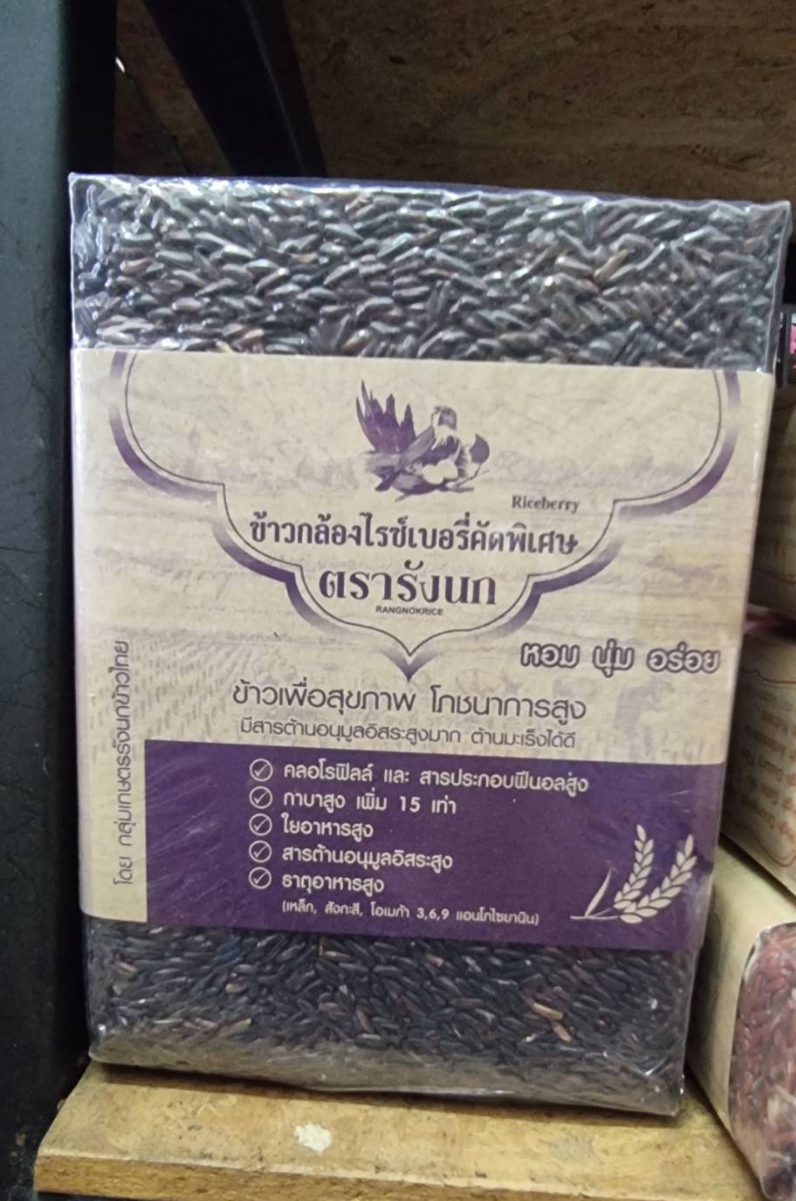 Riceberry
ข้าวกล้องไรซ์เบอรี่คัดพิเศษ
ตรารังนก
RANGNOKRICE
หอม นุ่ม อร่อย
ข้าวเพื่อสุขภาพ โภชนาการสูง
มีสารต้านอนุมูลอิสระสูงมาก ต้านมะเร็งได้ดี
คลอโรฟิลล์ และ สารประกอบฟีนอลสูง
กาบาสูง เพิ่ม 15 เท่า
ใยอาหารสูง
สารต้านอนุมูลอิสระสูง
ธาตุอาหารสูง
(เหล็ก, สังกะสี, โอเมก้า 3,6,9 แอนโทไซยานิน)
โดย กลุ่มเกษตรรังนกข้าวไทย